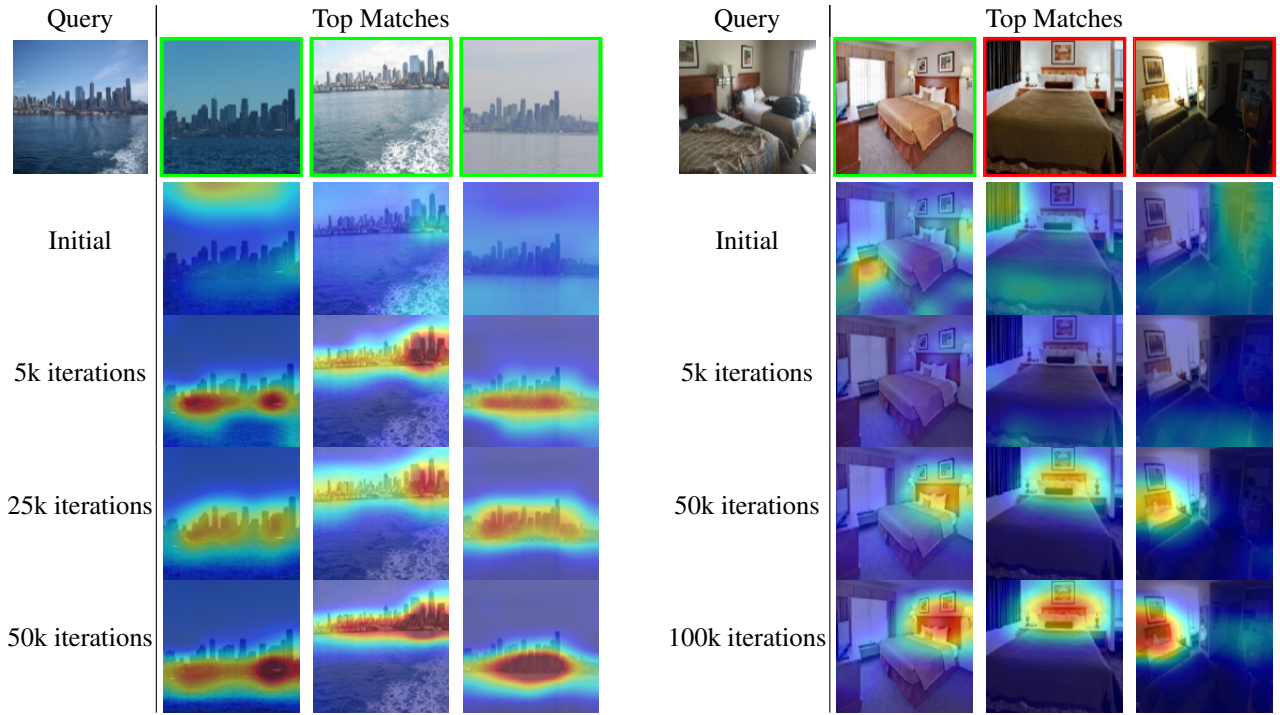 Query Top Matches
Initial
5k iterations
25k iterations
50k iterations
Query Top Matches
Initial
5k iterations
50k iterations
100k iterations